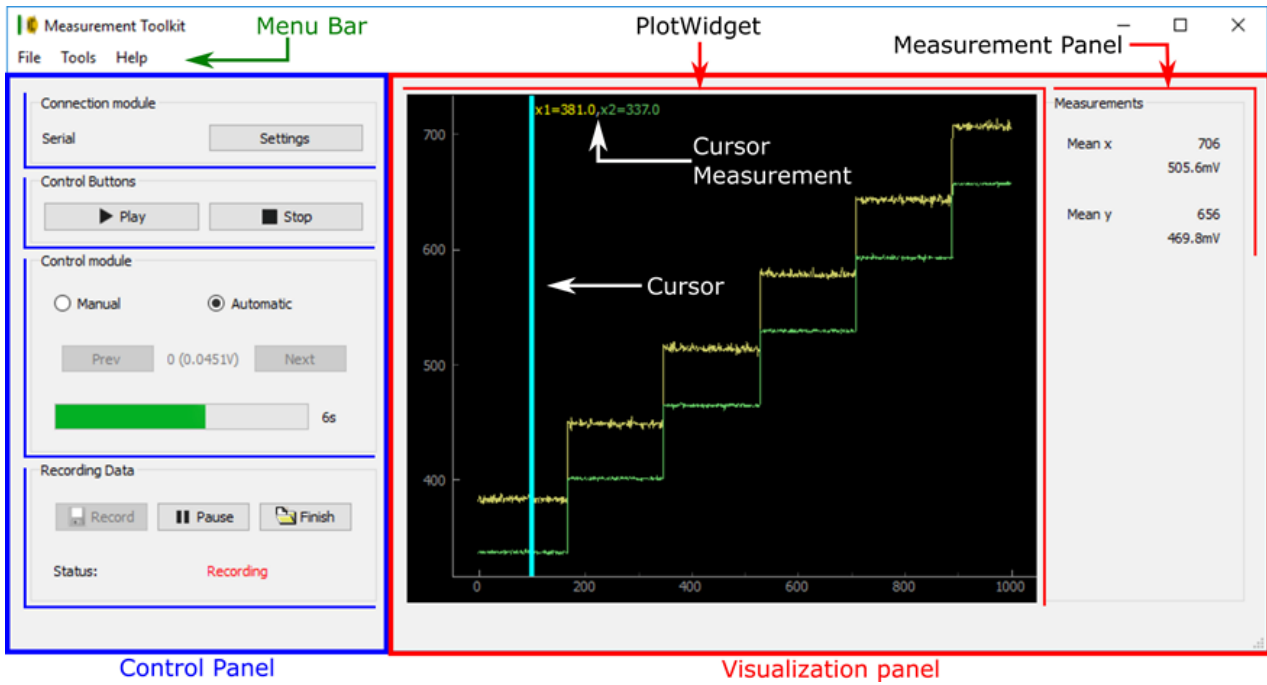 Measurement Toolkit
Menu Bar
PlotWidget
Measurement Panel
File Tools Help
Connection module
Serial Settings
Control Buttons
Play Stop
Control module
Manual Automatic
Prev 0 (0.0451V) Next
6s
Recording Data
Record Pause Finish
Status: Recording
Control Panel
x1=381.0,x2=337.0
Cursor
Measurement
Cursor
700
600
500
400
0 200 400 600 800 1000
Measurements
Mean x 706
505.6mV
Mean y 656
469.8mV
Visualization panel